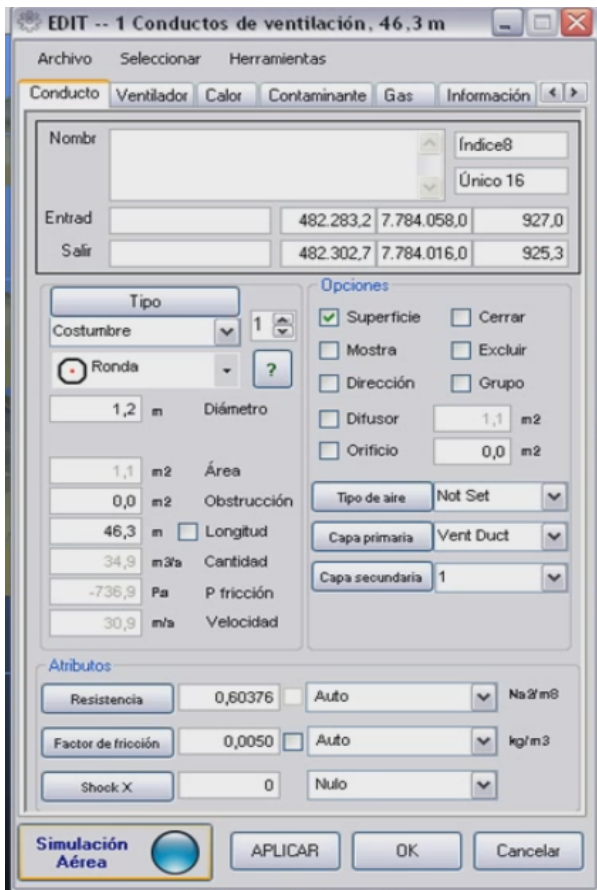 EDIT -- 1 Conductos de ventilación, 46,3 m
Archivo Seleccionar Herramientas
Conducto Ventilador Calor Contaminante Gas Información
Nombr Índice8
Único 16
Entrad 482.283,2 7.784.058,0 927,0
Salir 482.302,7 7.784.016,0 925,3
Tipo
Costumbre 1
Ronda ?
1,2 m Diámetro
1,1 m2 Área
0,0 m2 Obstrucción
46,3 m Longitud
34,9 m3/s Cantidad
-736,9 Pa P fricción
30,9 m/s Velocidad
Opciones
Superficie Cerrar
Mostra Excluir
Dirección Grupo
Difusor 1,1 m2
Orificio 0,0 m2
Tipo de aire Not Set
Capa primaria Vent Duct
Capa secundaria 1
Atributos
Resistencia 0,60376 Auto Ns2/m8
Factor de fricción 0,0050 Auto kg/m3
Shock X 0 Nulo
Simulación
Aérea
APLICAR OK Cancelar